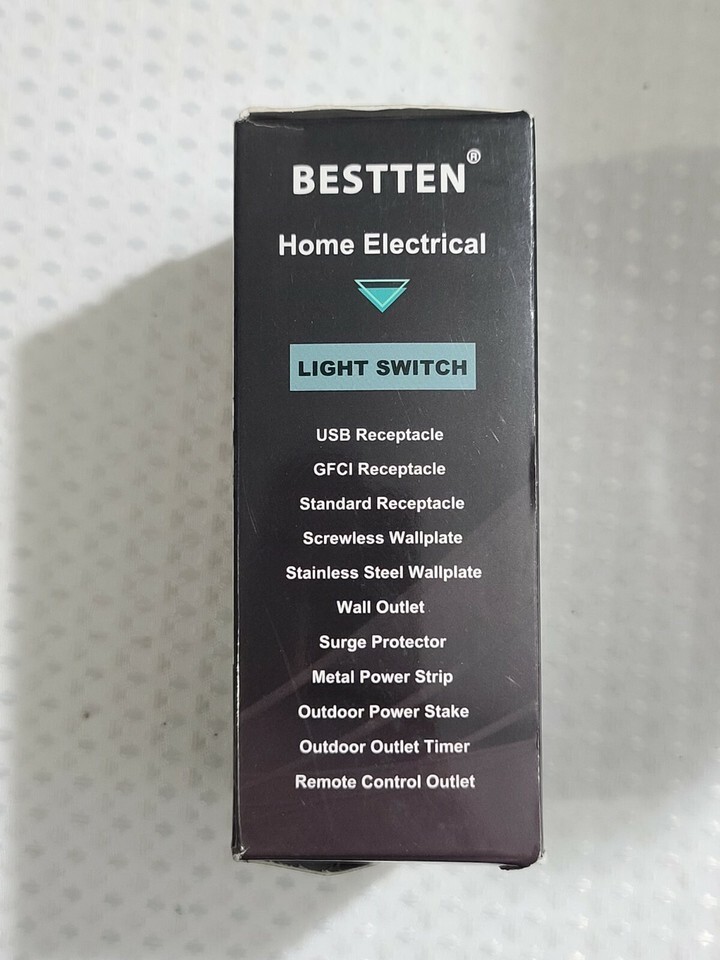 BESTTEN®
Home Electrical
LIGHT SWITCH
USB Receptacle
GFCI Receptacle
Standard Receptacle
Screwless Wallplate
Stainless Steel Wallplate
Wall Outlet
Surge Protector
Metal Power Strip
Outdoor Power Stake
Outdoor Outlet Timer
Remote Control Outlet